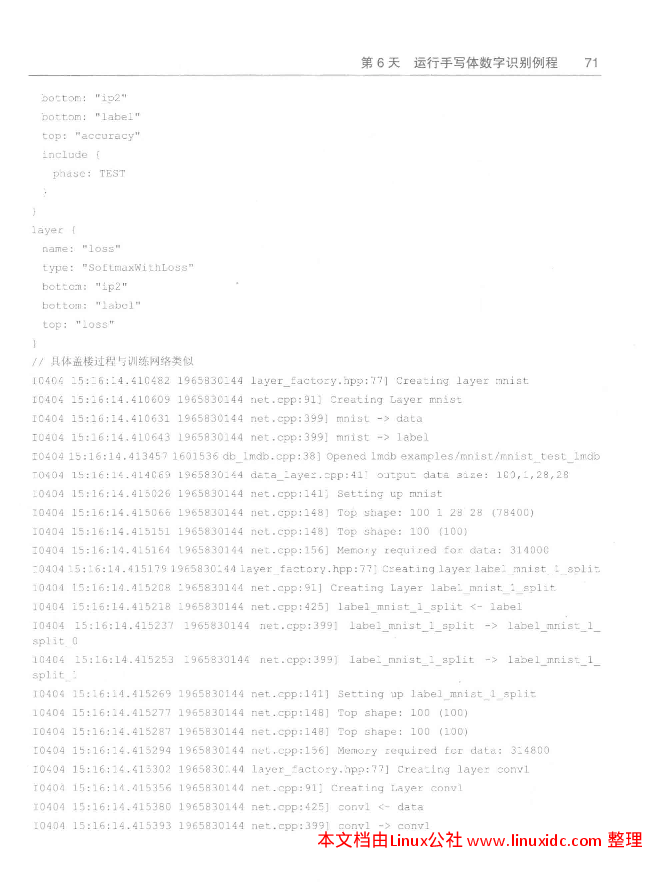 第 6 天 运行手写体数字识别例程 71
bottom: "ip2"
bottom: "label"
top: "accuracy"
include {
phase: TEST
}
}
layer {
name: "loss"
type: "SoftmaxWithLoss"
bottom: "ip2"
bottom: "label"
top: "loss"
}
// 具体盖楼过程与训练网络类似
I0404 15:16:14.410482 1965830144 layer_factory.hpp:77] Creating layer mnist
I0404 15:16:14.410609 1965830144 net.cpp:91] Creating Layer mnist
I0404 15:16:14.410631 1965830144 net.cpp:399] mnist -> data
I0404 15:16:14.410643 1965830144 net.cpp:399] mnist -> label
I0404 15:16:14.413457 1601536 db_lmdb.cpp:38] Opened lmdb examples/mnist/mnist_test_lmdb
I0404 15:16:14.414069 1965830144 data_layer.cpp:41] output data size: 100,1,28,28
I0404 15:16:14.415026 1965830144 net.cpp:141] Setting up mnist
I0404 15:16:14.415066 1965830144 net.cpp:148] Top shape: 100 1 28 28 (78400)
I0404 15:16:14.415151 1965830144 net.cpp:148] Top shape: 100 (100)
I0404 15:16:14.415164 1965830144 net.cpp:156] Memory required for data: 314000
I0404 15:16:14.415179 1965830144 layer_factory.hpp:77] Creating layer label_mnist_1_split
I0404 15:16:14.415208 1965830144 net.cpp:91] Creating Layer label_mnist_1_split
I0404 15:16:14.415218 1965830144 net.cpp:425] label_mnist_1_split <- label
I0404 15:16:14.415237 1965830144 net.cpp:399] label_mnist_1_split -> label_mnist_1_
split_0
I0404 15:16:14.415253 1965830144 net.cpp:399] label_mnist_1_split -> label_mnist_1_
split_1
I0404 15:16:14.415269 1965830144 net.cpp:141] Setting up label_mnist_1_split
I0404 15:16:14.415277 1965830144 net.cpp:148] Top shape: 100 (100)
I0404 15:16:14.415287 1965830144 net.cpp:148] Top shape: 100 (100)
I0404 15:16:14.415294 1965830144 net.cpp:156] Memory required for data: 314800
I0404 15:16:14.415302 1965830144 layer_factory.hpp:77] Creating layer conv1
I0404 15:16:14.415356 1965830144 net.cpp:91] Creating Layer conv1
I0404 15:16:14.415380 1965830144 net.cpp:425] conv1 <- data
I0404 15:16:14.415393 1965830144 net.cpp:399] conv1 -> conv1
本文档由Linux公社 www.linuxidc.com 整理